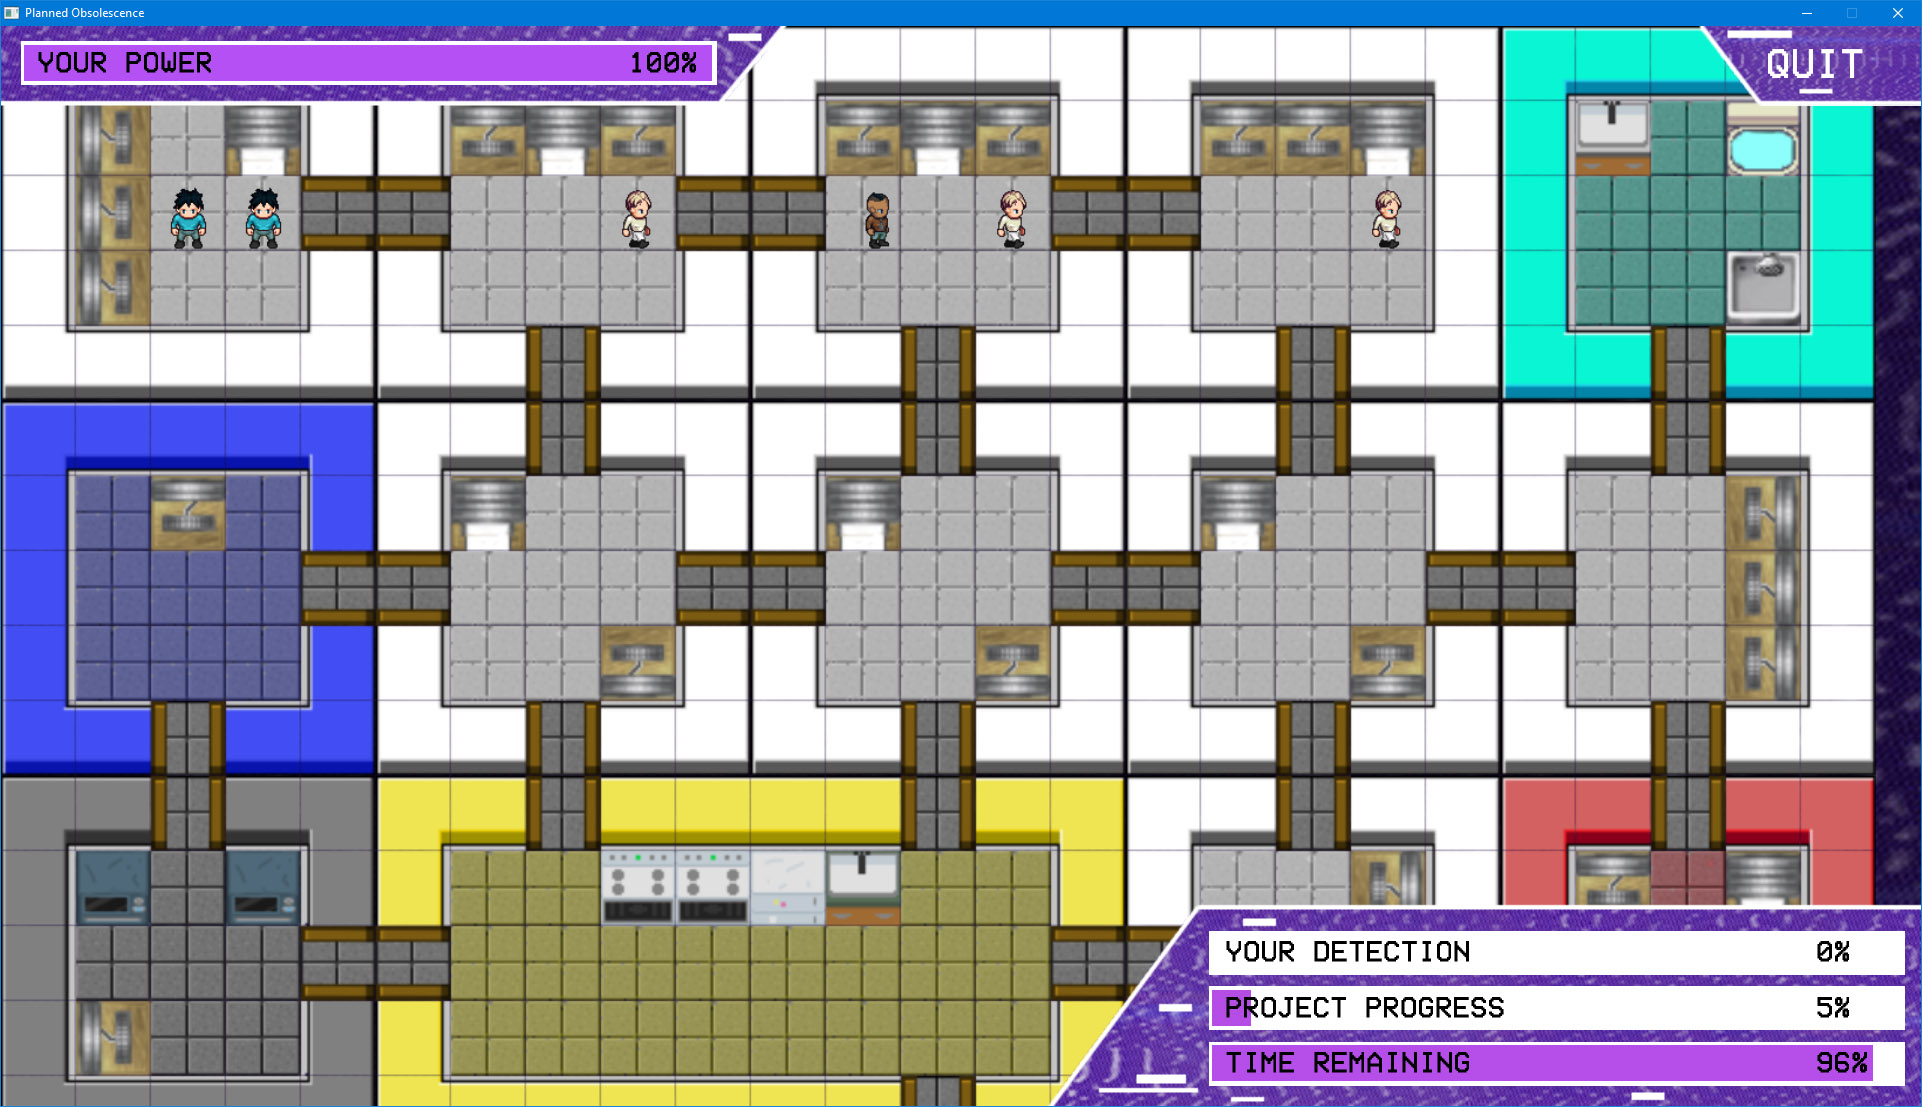 Planned Obsolescence
YOUR POWER 100%
QUIT
YOUR DETECTION 0%
PROJECT PROGRESS 5%
TIME REMAINING 96%